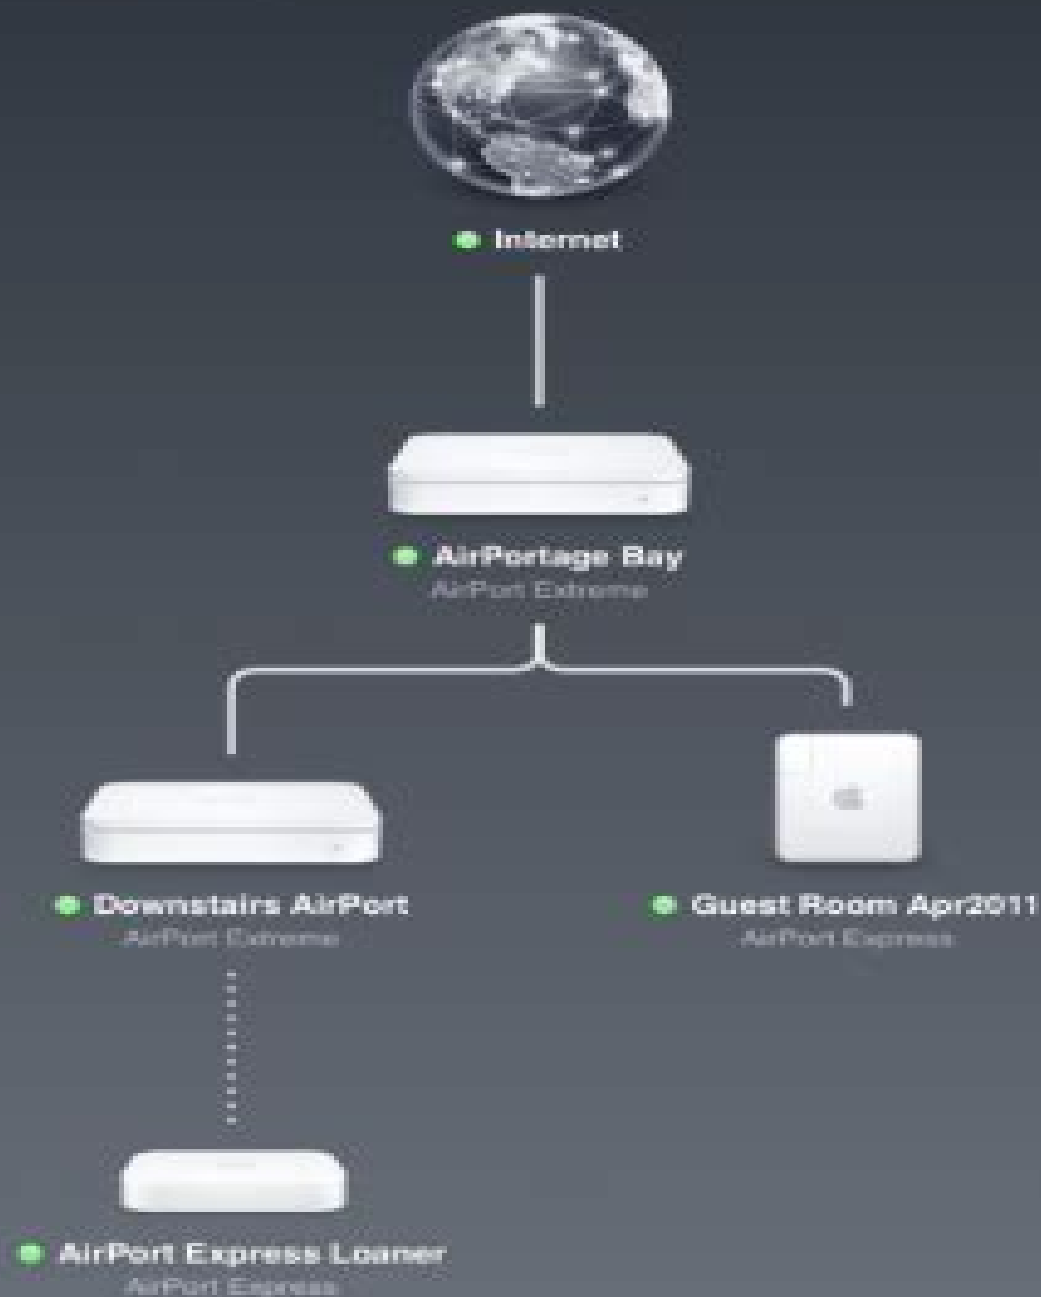 Internet
AirPortage Bay
AirPort Extreme
Downstairs AirPort
AirPort Extreme
Guest Room Apr2011
AirPort Express
AirPort Express Loaner
AirPort Express